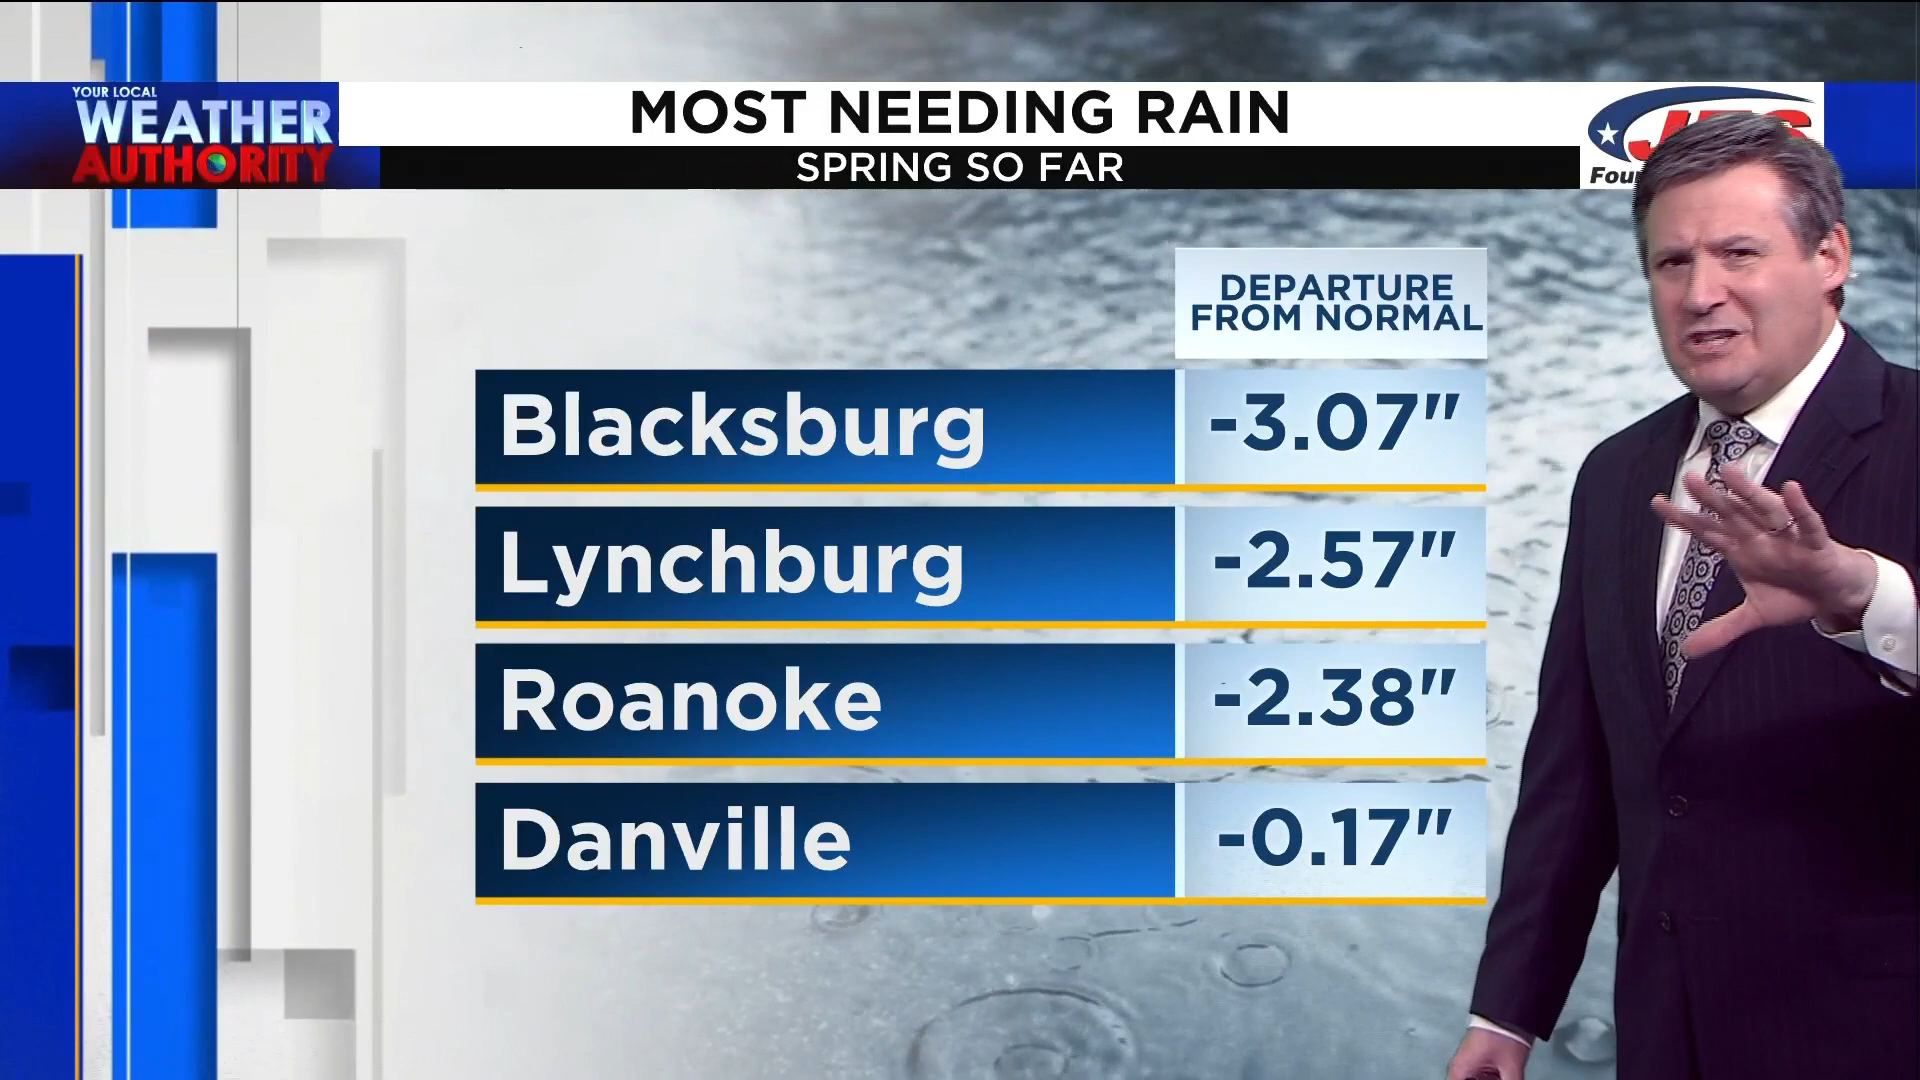 YOUR LOCAL
WEATHER
AUTHORITY
MOST NEEDING RAIN
SPRING SO FAR
DEPARTURE
FROM NORMAL
Blacksburg -3.07"
Lynchburg -2.57"
Roanoke -2.38"
Danville -0.17"